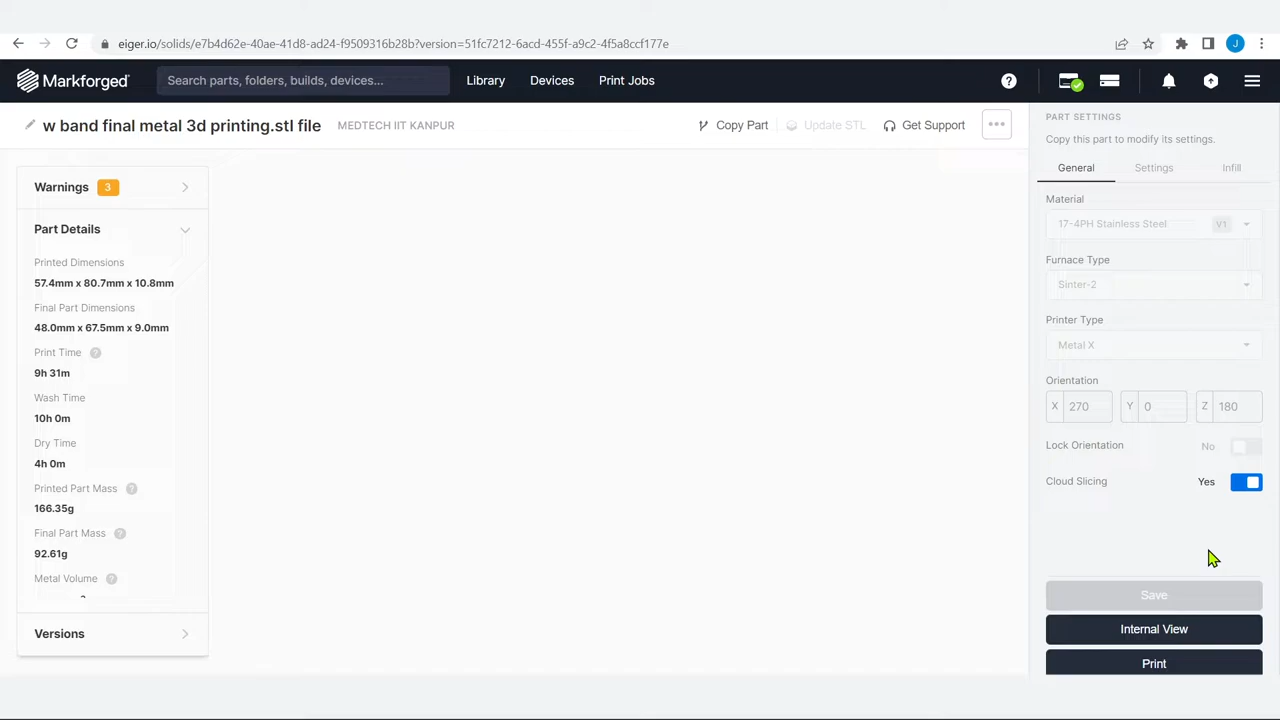 eiger.io/solids/e7b4d62e-40ae-41d8-ad24-f9509316b28b?version=51fc7212-6acd-455f-a9c2-4f5a8ccf177e
J
Markforged
Search parts, folders, builds, devices...
Library
Devices
Print Jobs
w band final metal 3d printing.stl file
MEDTECH IIT KANPUR
Copy Part
Update STL
Get Support
Warnings 3
Part Details
Printed Dimensions
57.4mm x 80.7mm x 10.8mm
Final Part Dimensions
48.0mm x 67.5mm x 9.0mm
Print Time ?
9h 31m
Wash Time
10h 0m
Dry Time
4h 0m
Printed Part Mass ?
166.35g
Final Part Mass ?
92.61g
Metal Volume ?
Versions
PART SETTINGS
Copy this part to modify its settings.
General Settings Infill
Material
17-4PH Stainless Steel V1
Furnace Type
Sinter-2
Printer Type
Metal X
Orientation
X 270 Y 0 Z 180
Lock Orientation No
Cloud Slicing Yes
Save
Internal View
Print